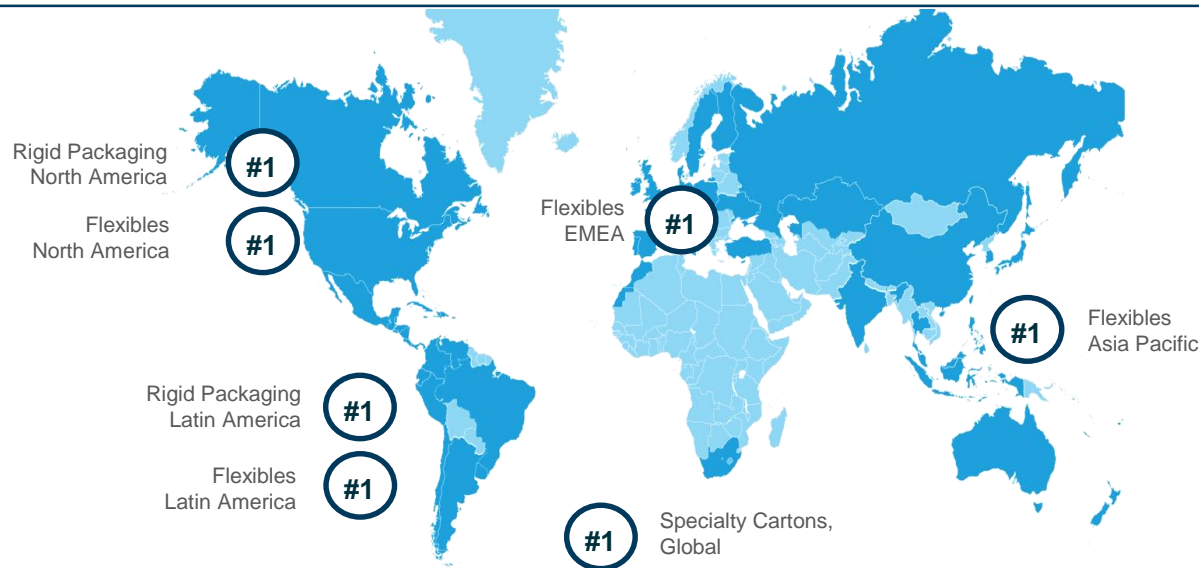 Rigid Packaging
North America
#1
Flexibles
North America
#1
Flexibles
EMEA
#1
Flexibles
Asia Pacific
#1
Rigid Packaging
Latin America
#1
Flexibles
Latin America
#1
#1
Specialty Cartons,
Global